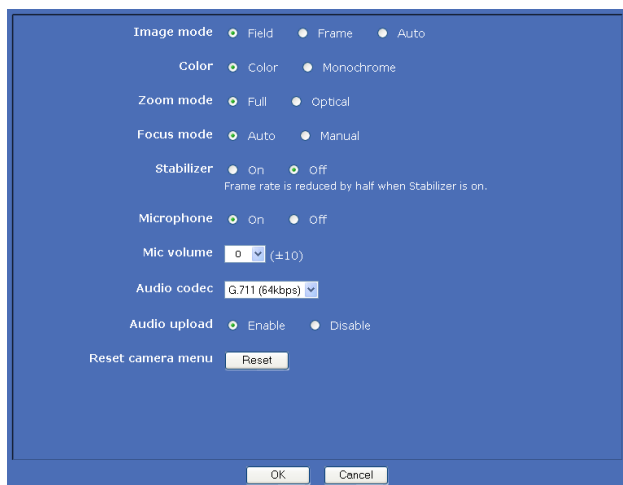 Image mode Field Frame Auto
Color Color Monochrome
Zoom mode Full Optical
Focus mode Auto Manual
Stabilizer On Off
Frame rate is reduced by half when Stabilizer is on.
Microphone On Off
Mic volume 0 (±10)
Audio codec G.711 (64kbps)
Audio upload Enable Disable
Reset camera menu Reset
OK Cancel